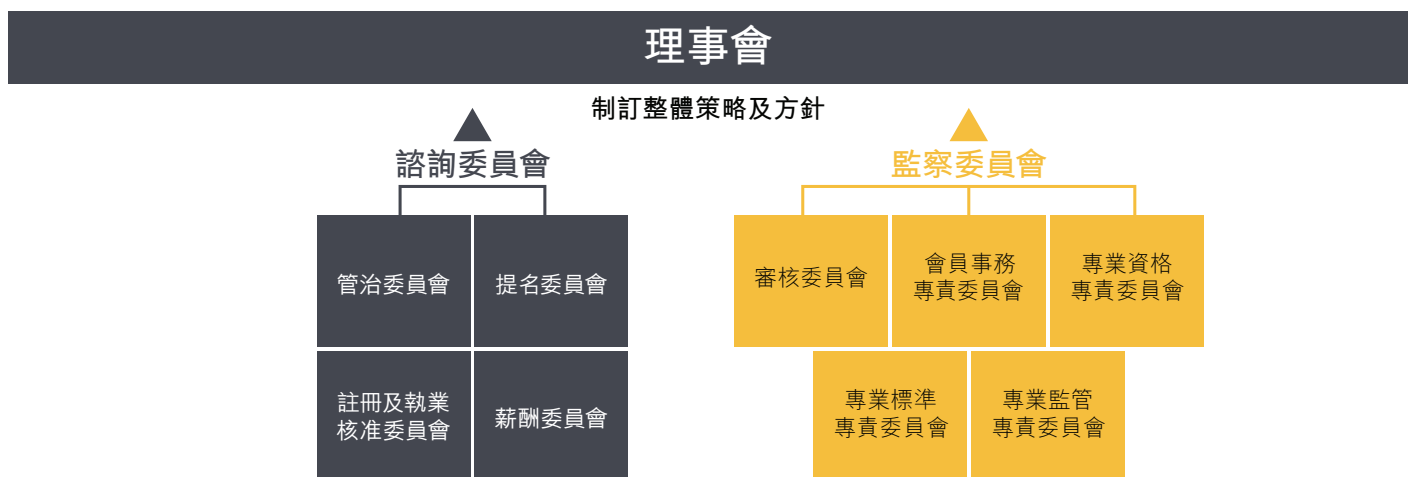 理事會
制訂整體策略及方針
諮詢委員會
管治委員會
提名委員會
註冊及執業
核准委員會
薪酬委員會
監察委員會
審核委員會
會員事務
專責委員會
專業資格
專責委員會
專業標準
專責委員會
專業監管
專責委員會